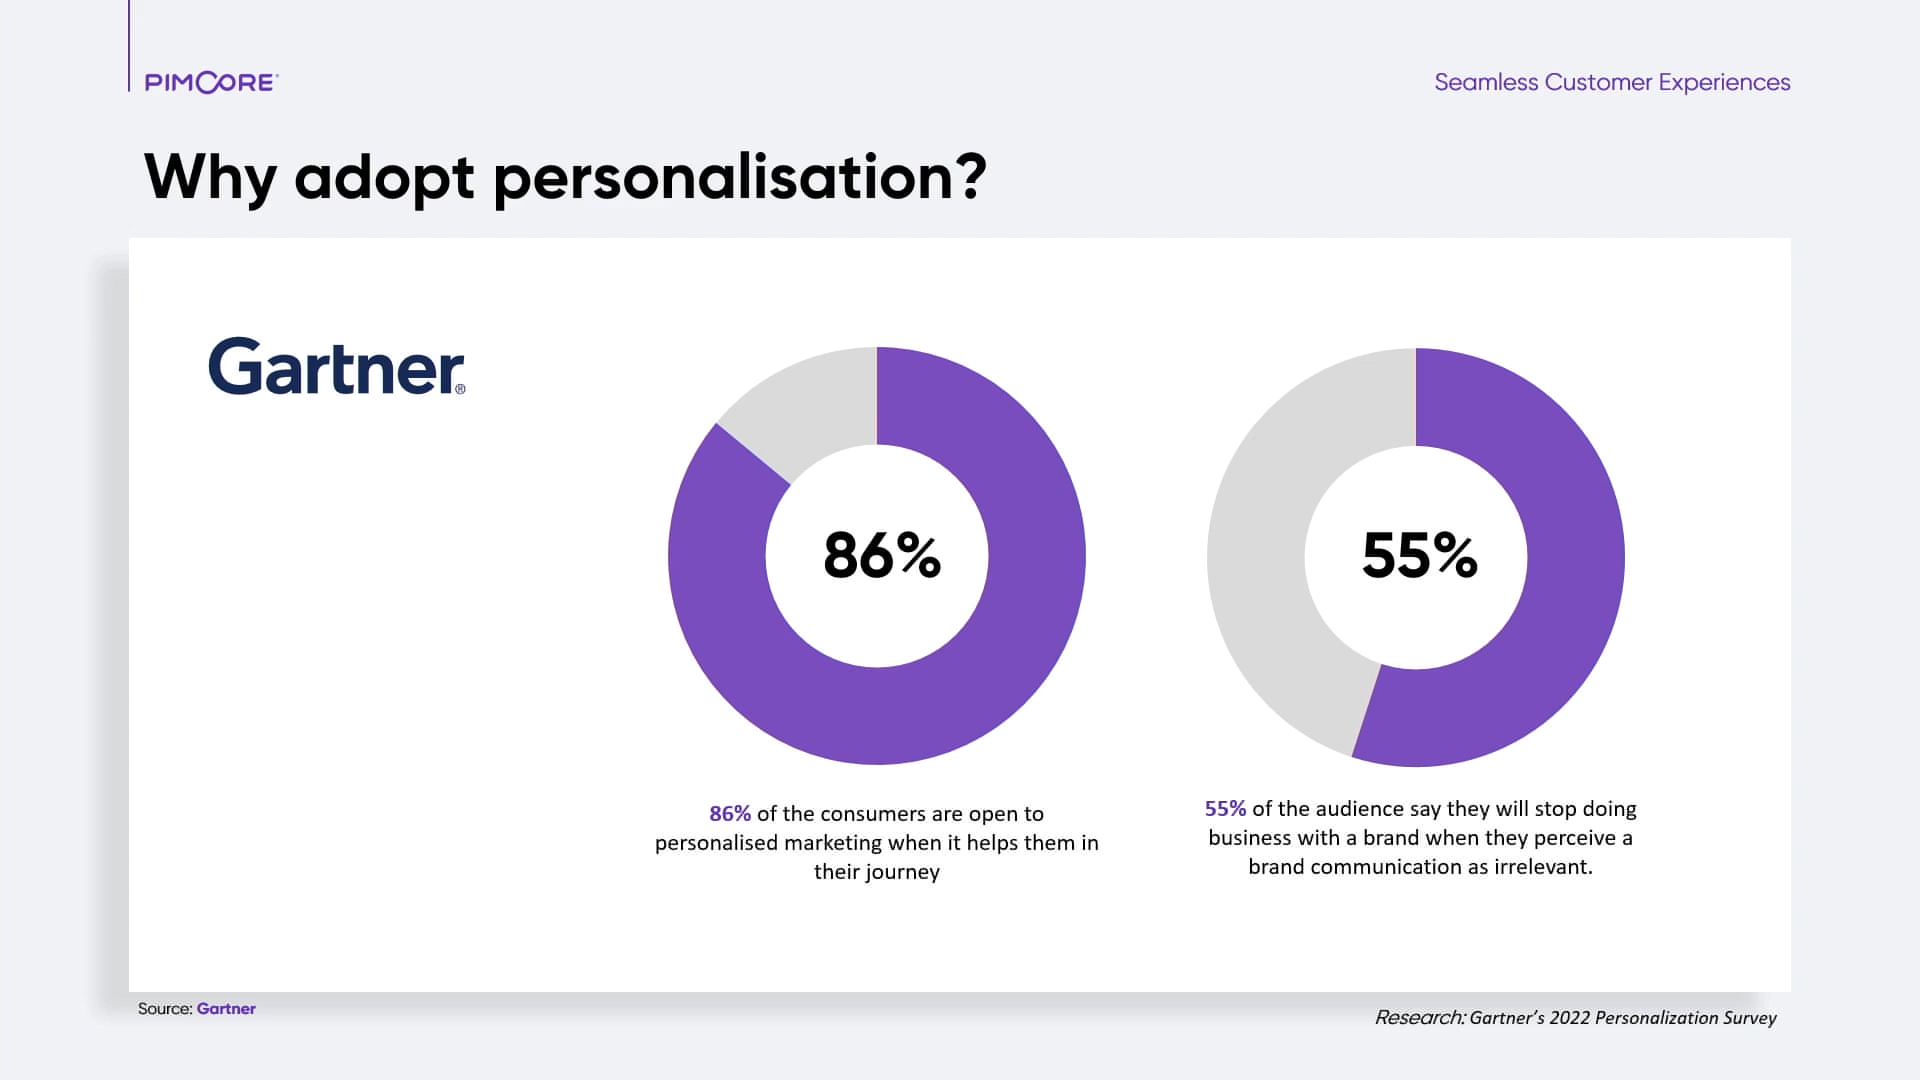 PIMCORE
Seamless Customer Experiences
Why adopt personalisation?
Gartner®
86%
55%
86% of the consumers are open to
personalised marketing when it helps them in
their journey
55% of the audience say they will stop doing
business with a brand when they perceive a
brand communication as irrelevant.
Source: Gartner
Research: Gartner’s 2022 Personalization Survey